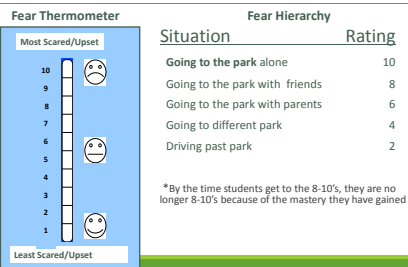 Fear Thermometer
Most Scared/Upset
10
9
8
7
6
5
4
3
2
1
Least Scared/Upset
Fear Hierarchy
Situation Rating
Going to the park alone 10
Going to the park with friends 8
Going to the park with parents 6
Going to different park 4
Driving past park 2
*By the time students get to the 8-10's, they are no
longer 8-10's because of the mastery they have gained